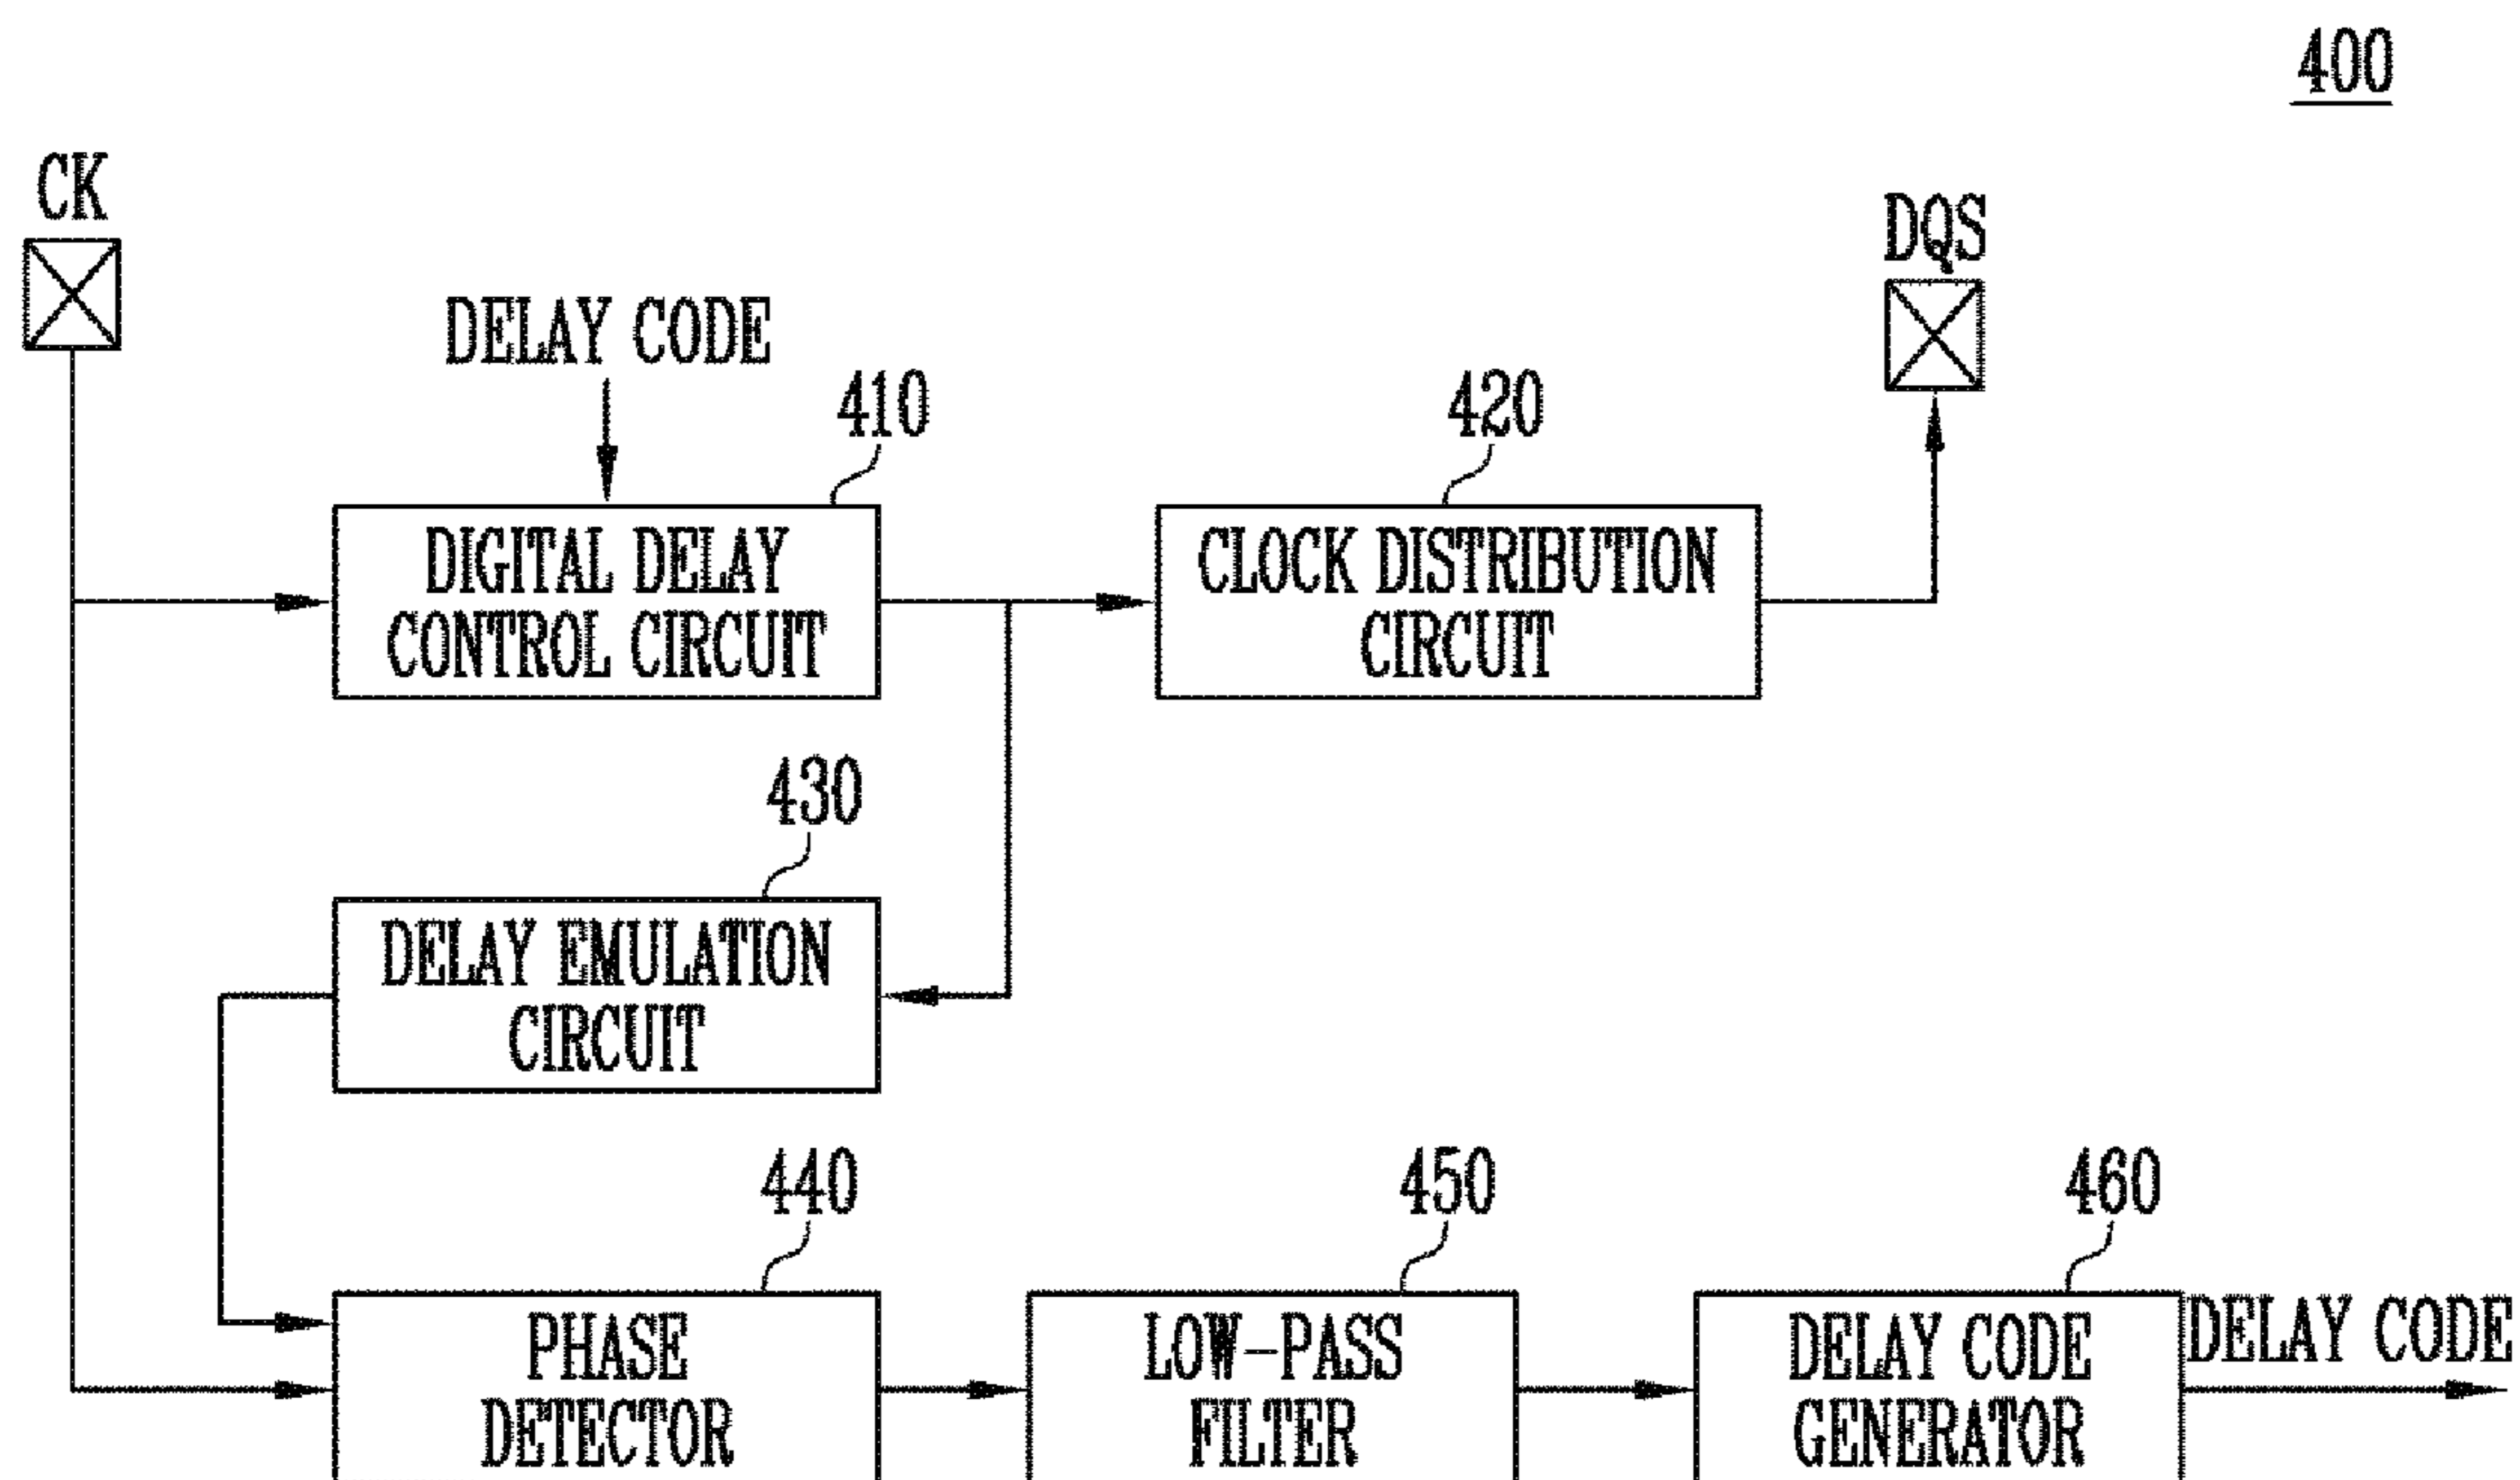 400
CK
DQS
DELAY CODE
410
420
DIGITAL DELAY
CONTROL CIRCUIT
CLOCK DISTRIBUTION
CIRCUIT
430
DELAY EMULATION
CIRCUIT
440
450
460
PHASE
DETECTOR
LOW-PASS
FILTER
DELAY CODE
GENERATOR
DELAY CODE